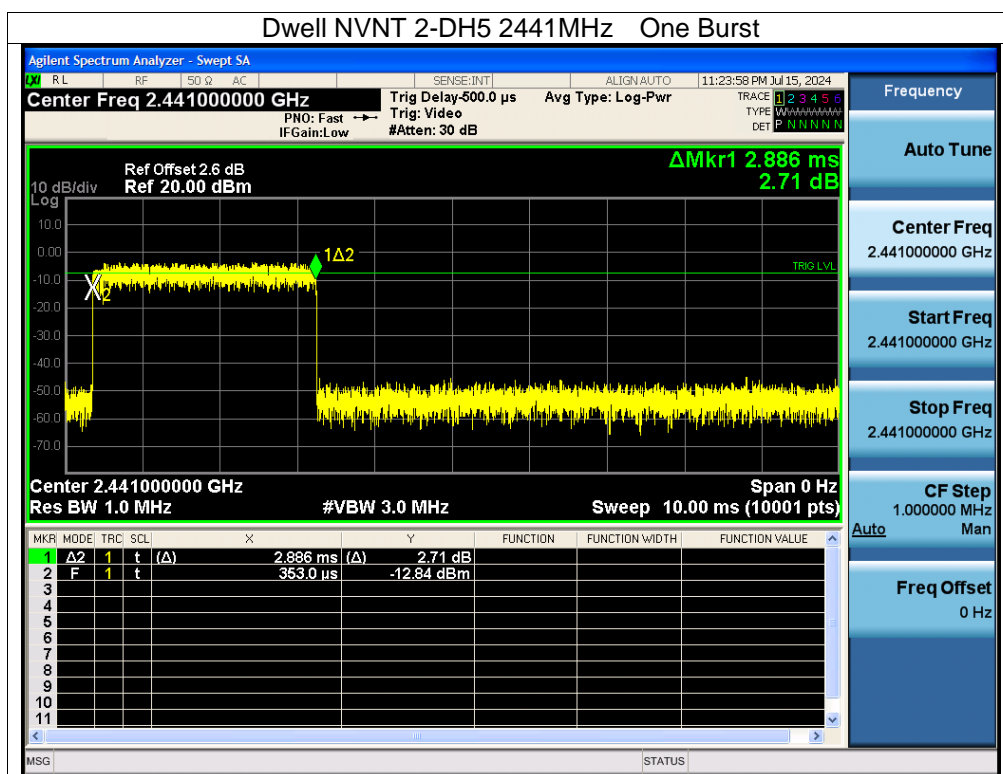 Dwell NVNT 2-DH5 2441MHz One Burst
Agilent Spectrum Analyzer - Swept SA
LXI RL RF 50 Ω AC SENSE:INT ALIGN AUTO 11:23:58 PM Jul 15, 2024
Center Freq 2.441000000 GHz Trig Delay-500.0 µs Avg Type: Log-Pwr TRACE 1 2 3 4 5 6
PNO: Fast Trig: Video TYPE WWWWWW
IFGain:Low #Atten: 30 dB DET P N N N N N
Frequency
Auto Tune
Center Freq
2.441000000 GHz
Start Freq
2.441000000 GHz
Stop Freq
2.441000000 GHz
CF Step
1.000000 MHz
Auto Man
Freq Offset
0 Hz
ΔMkr1 2.886 ms
2.71 dB
Ref Offset 2.6 dB
10 dB/div Ref 20.00 dBm
Log
10.0
0.00
-10.0
-20.0
-30.0
-40.0
-50.0
-60.0
-70.0
1Δ2
2
TRIG LVL
Center 2.441000000 GHz Span 0 Hz
Res BW 1.0 MHz #VBW 3.0 MHz Sweep 10.00 ms (10001 pts)
MKR MODE TRC SCL X Y FUNCTION FUNCTION WIDTH FUNCTION VALUE
1 Δ2 1 t (Δ) 2.886 ms (Δ) 2.71 dB
2 F 1 t 353.0 µs -12.84 dBm
3
4
5
6
7
8
9
10
11
MSG STATUS